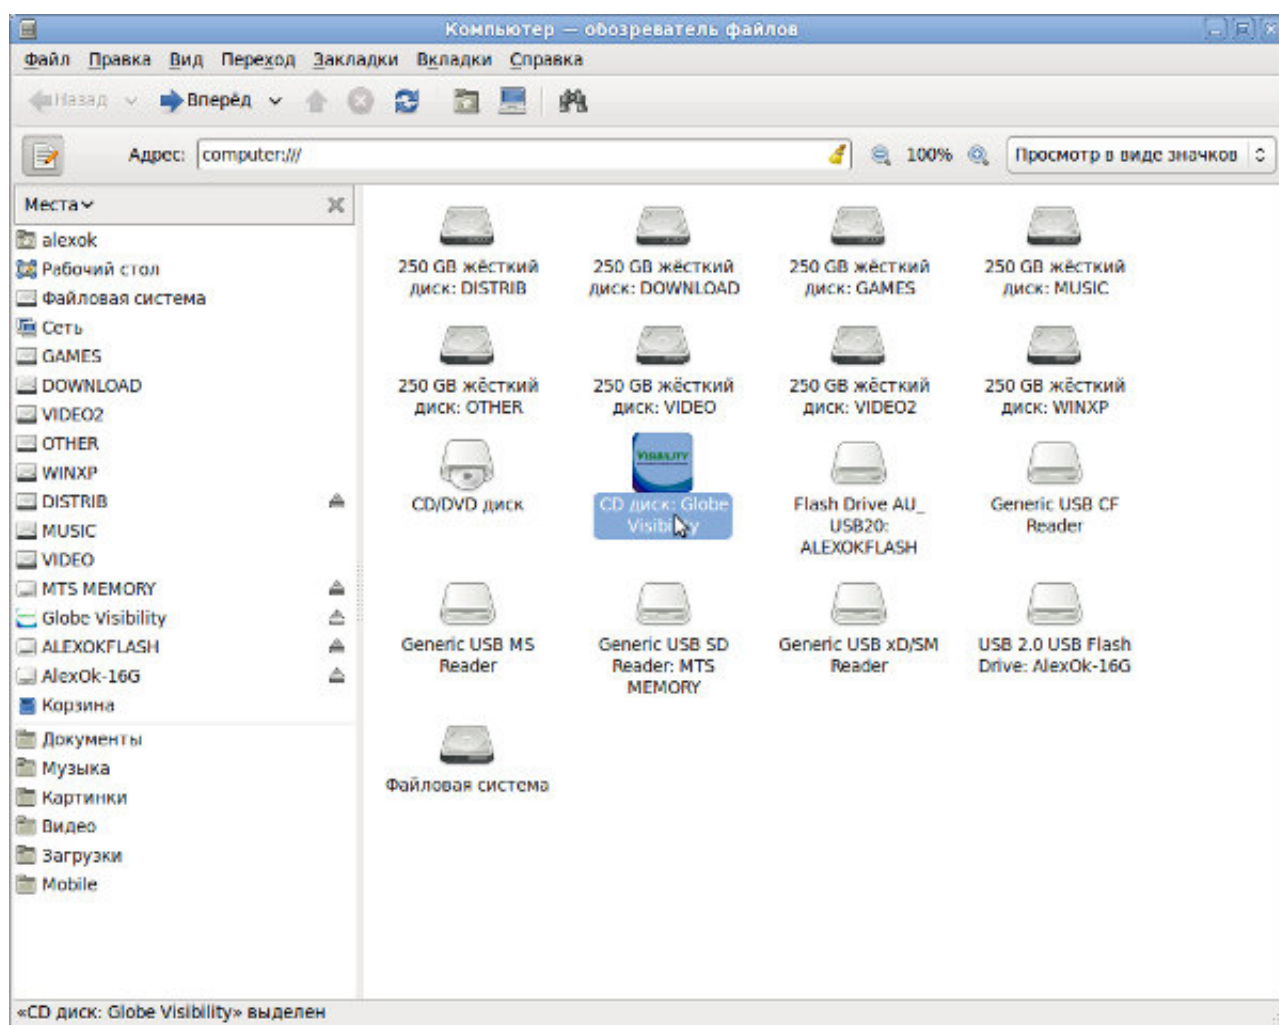 Компьютер — обозреватель файлов
Файл Правка Вид Переход Закладки Вкладки Справка
Назад Вперёд
Адрес: computer:/// 100% Просмотр в виде значков
Места
alexok
Рабочий стол
Файловая система
Сеть
GAMES
DOWNLOAD
VIDEO2
OTHER
WINXP
DISTRIB
MUSIC
VIDEO
MTS MEMORY
Globe Visibility
ALEXOKFLASH
AlexOk-16G
Корзина
Документы
Музыка
Картинки
Видео
Загрузки
Mobile
250 GB жёсткий
диск: DISTRIB
250 GB жёсткий
диск: DOWNLOAD
250 GB жёсткий
диск: GAMES
250 GB жёсткий
диск: MUSIC
250 GB жёсткий
диск: OTHER
250 GB жёсткий
диск: VIDEO
250 GB жёсткий
диск: VIDEO2
250 GB жёсткий
диск: WINXP
CD/DVD диск
VISIBILITY
CD диск: Globe
Visibility
Flash Drive AU_
USB20:
ALEXOKFLASH
Generic USB CF
Reader
Generic USB MS
Reader
Generic USB SD
Reader: MTS
MEMORY
Generic USB xD/SM
Reader
USB 2.0 USB Flash
Drive: AlexOk-16G
Файловая система
«CD диск: Globe Visibility» выделен